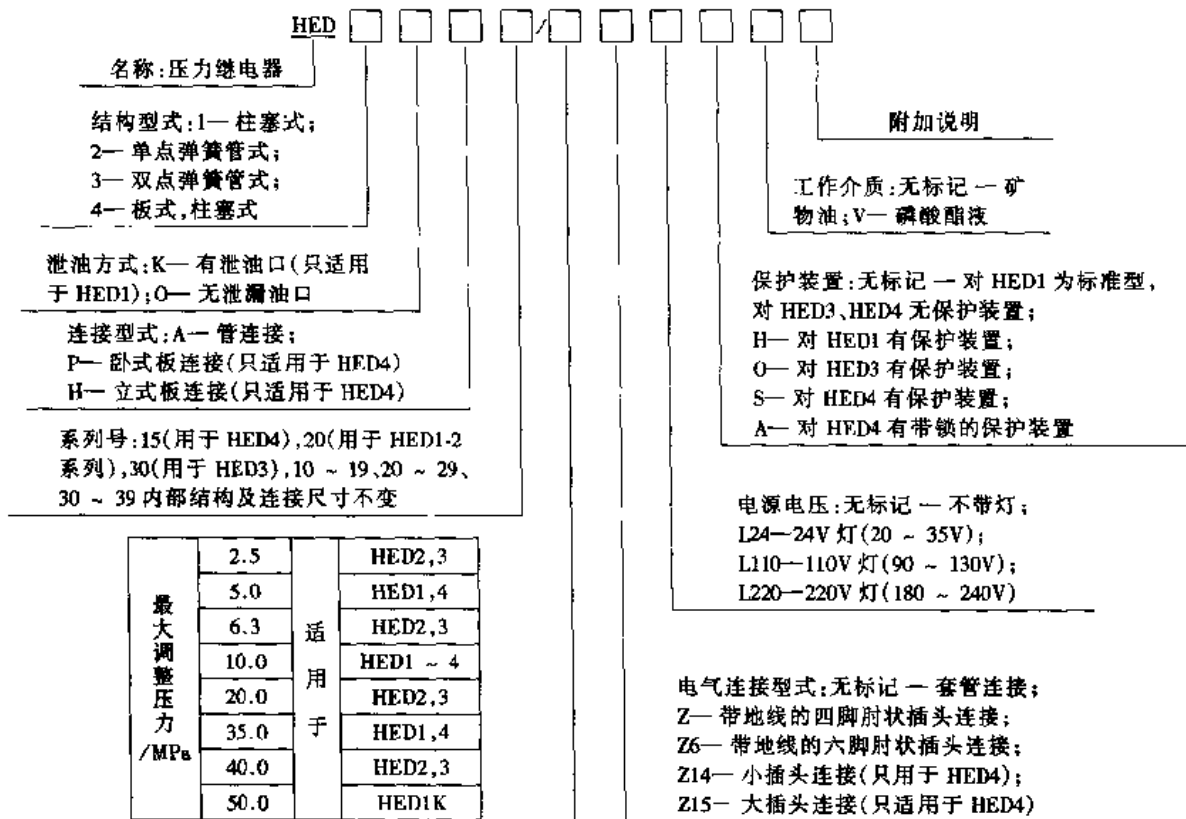 HED □ □ □ □/□ □ □ □ □ □
名称:压力继电器
结构型式:1— 柱塞式;
2— 单点弹簧管式;
3— 双点弹簧管式;
4— 板式,柱塞式
泄油方式:K— 有泄油口(只适用
于 HED1);O— 无泄漏油口
连接型式:A— 管连接;
P— 卧式板连接(只适用于 HED4)
H— 立式板连接(只适用于 HED4)
系列号:15(用于 HED4),20(用于 HED1-2
系列),30(用于 HED3),10 ~ 19、20 ~ 29、
30 ~ 39 内部结构及连接尺寸不变
最大调整压力/MPa
适用于
2.5 HED2,3
5.0 HED1,4
6.3 HED2,3
10.0 HED1 ~ 4
20.0 HED2,3
35.0 HED1,4
40.0 HED2,3
50.0 HED1K
附加说明
工作介质:无标记 — 矿
物油;V— 磷酸酯液
保护装置:无标记 — 对 HED1 为标准型,
对 HED3、HED4 无保护装置;
H— 对 HED1 有保护装置;
O— 对 HED3 有保护装置;
S— 对 HED4 有保护装置;
A— 对 HED4 有带锁的保护装置
电源电压:无标记 — 不带灯;
L24—24V 灯(20 ~ 35V);
L110—110V 灯(90 ~ 130V);
L220—220V 灯(180 ~ 240V)
电气连接型式:无标记 — 套管连接;
Z— 带地线的四脚肘状插头连接;
Z6— 带地线的六脚肘状插头连接;
Z14— 小插头连接(只用于 HED4);
Z15— 大插头连接(只适用于 HED4)